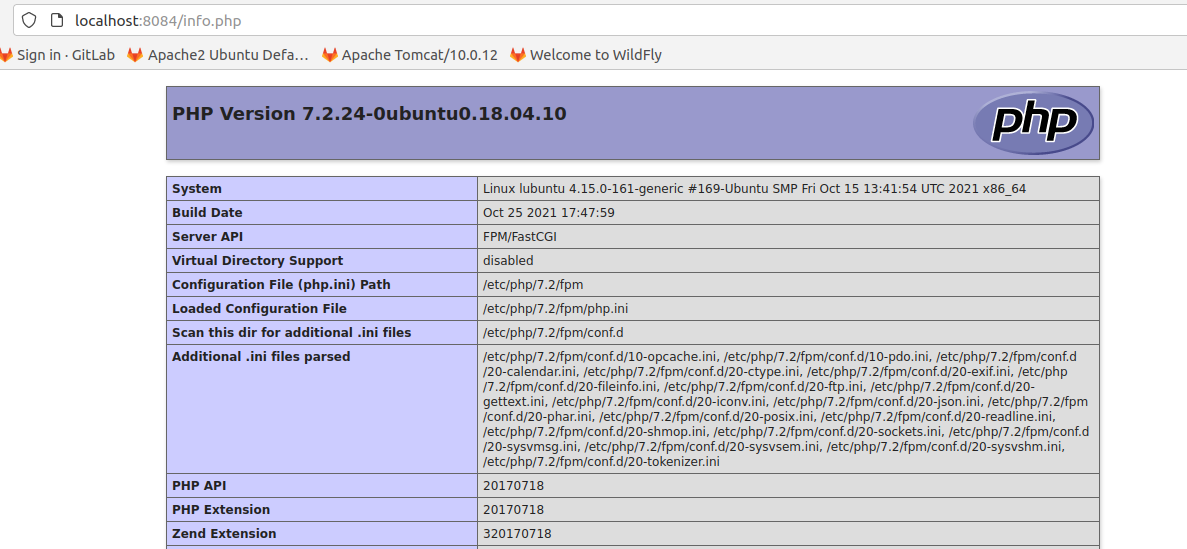 localhost:8084/info.php
Sign in · GitLab Apache2 Ubuntu Defa... Apache Tomcat/10.0.12 Welcome to WildFly
PHP Version 7.2.24-0ubuntu0.18.04.10 php
System Linux lubuntu 4.15.0-161-generic #169-Ubuntu SMP Fri Oct 15 13:41:54 UTC 2021 x86_64
Build Date Oct 25 2021 17:47:59
Server API FPM/FastCGI
Virtual Directory Support disabled
Configuration File (php.ini) Path /etc/php/7.2/fpm
Loaded Configuration File /etc/php/7.2/fpm/php.ini
Scan this dir for additional .ini files /etc/php/7.2/fpm/conf.d
Additional .ini files parsed /etc/php/7.2/fpm/conf.d/10-opcache.ini, /etc/php/7.2/fpm/conf.d/10-pdo.ini, /etc/php/7.2/fpm/conf.d
/20-calendar.ini, /etc/php/7.2/fpm/conf.d/20-ctype.ini, /etc/php/7.2/fpm/conf.d/20-exif.ini, /etc/php
/7.2/fpm/conf.d/20-fileinfo.ini, /etc/php/7.2/fpm/conf.d/20-ftp.ini, /etc/php/7.2/fpm/conf.d/20-
gettext.ini, /etc/php/7.2/fpm/conf.d/20-iconv.ini, /etc/php/7.2/fpm/conf.d/20-json.ini, /etc/php/7.2/fpm
/conf.d/20-phar.ini, /etc/php/7.2/fpm/conf.d/20-posix.ini, /etc/php/7.2/fpm/conf.d/20-readline.ini,
/etc/php/7.2/fpm/conf.d/20-shmop.ini, /etc/php/7.2/fpm/conf.d/20-sockets.ini, /etc/php/7.2/fpm/conf.d
/20-sysvmsg.ini, /etc/php/7.2/fpm/conf.d/20-sysvsem.ini, /etc/php/7.2/fpm/conf.d/20-sysvshm.ini,
/etc/php/7.2/fpm/conf.d/20-tokenizer.ini
PHP API 20170718
PHP Extension 20170718
Zend Extension 320170718